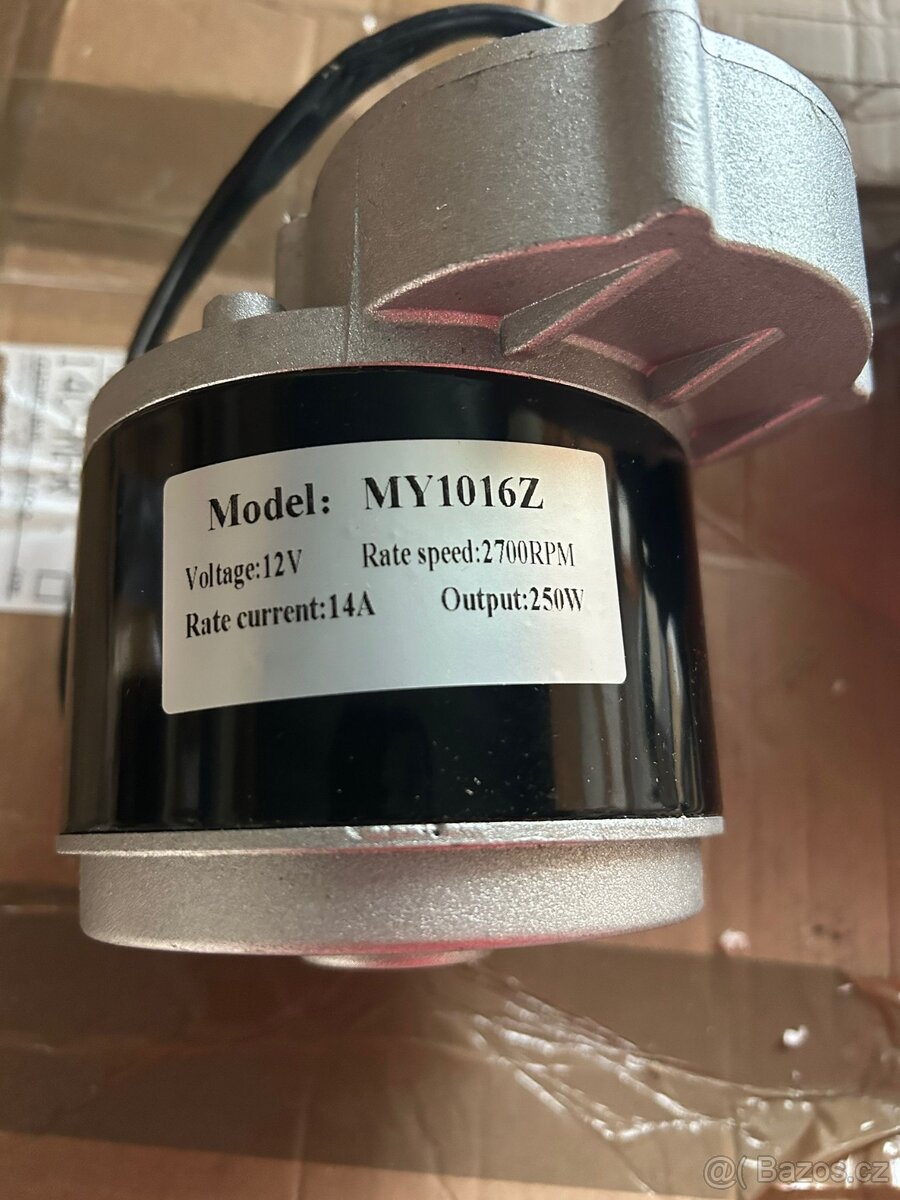 Model: MY1016Z
Voltage:12V Rate speed:2700RPM
Rate current:14A Output:250W
@( Bazos.cz